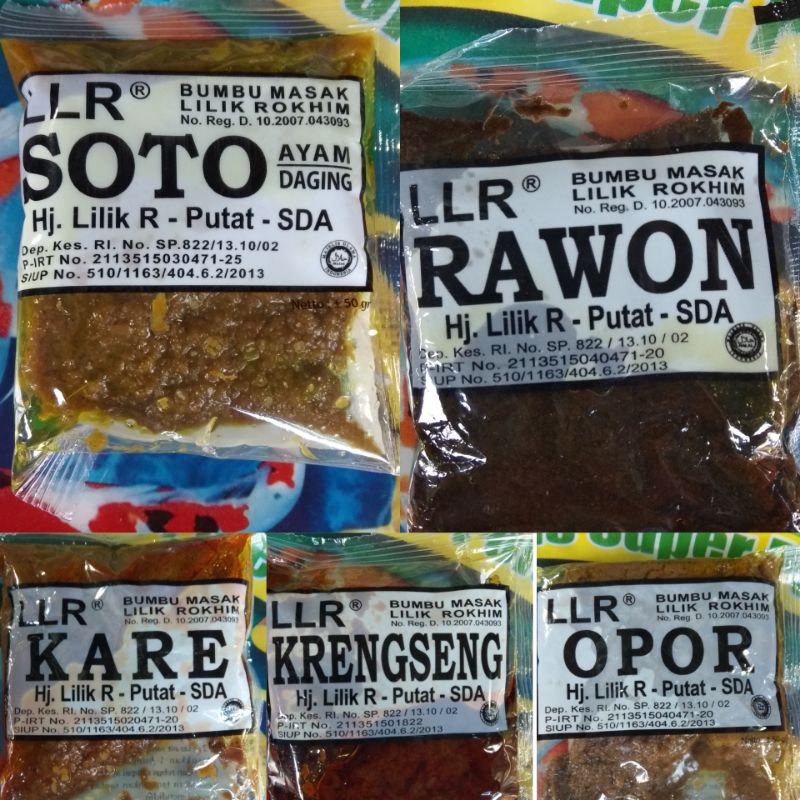 LLR®
BUMBU MASAK
LILIK ROKHIM
No. Reg. D. 10.2007.043093
SOTO
AYAM
DAGING
Hj. Lilik R - Putat - SDA
Dep. Kes. RI. No. SP.822/13.10/02
P-IRT No. 2113515030471-25
SIUP No. 510/1163/404.6.2/2013
Netto : ± 50 gr
LLR®
BUMBU MASAK
LILIK ROKHIM
No. Reg. D. 10.2007.043093
RAWON
Hj. Lilik R - Putat - SDA
Dep. Kes. RI. No. SP. 822 / 13.10 / 02
P-IRT No. 2113515040471-20
SIUP No. 510/1163/404.6.2/2013
LLR®
BUMBU MASAK
LILIK ROKHIM
No. Reg. D. 10.2007.043093
KARE
Hj. Lilik R - Putat - SDA
Dep. Kes. RI. No. SP. 822 / 13.10 / 02
P-IRT No. 2113515020471-20
SIUP No. 510/1163/404.6.2/2013
LLR®
BUMBU MASAK
LILIK ROKHIM
No. Reg. D. 10.2007.043093
KRENGSENG
Hj. Lilik R - Putat - SDA
Dep. Kes. RI. No. SP. 822 / 13.10 / 02
P-IRT No. 211351501822
SIUP No. 510/1163/404.6.2/2013
LLR®
BUMBU MASAK
LILIK ROKHIM
No. Reg. D. 10.2007.043093
OPOR
Hj. Lilik R - Putat - SDA
Dep. Kes. RI. No. SP. 822 / 13.10 / 02
P-IRT No. 2113515040471-20
SIUP No. 510/1163/404.6.2/2013